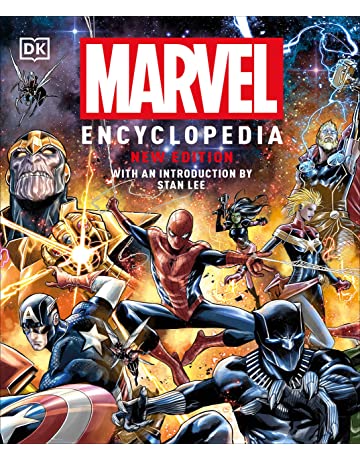 DK
MARVEL
ENCYCLOPEDIA
NEW EDITION
WITH AN INTRODUCTION BY
STAN LEE